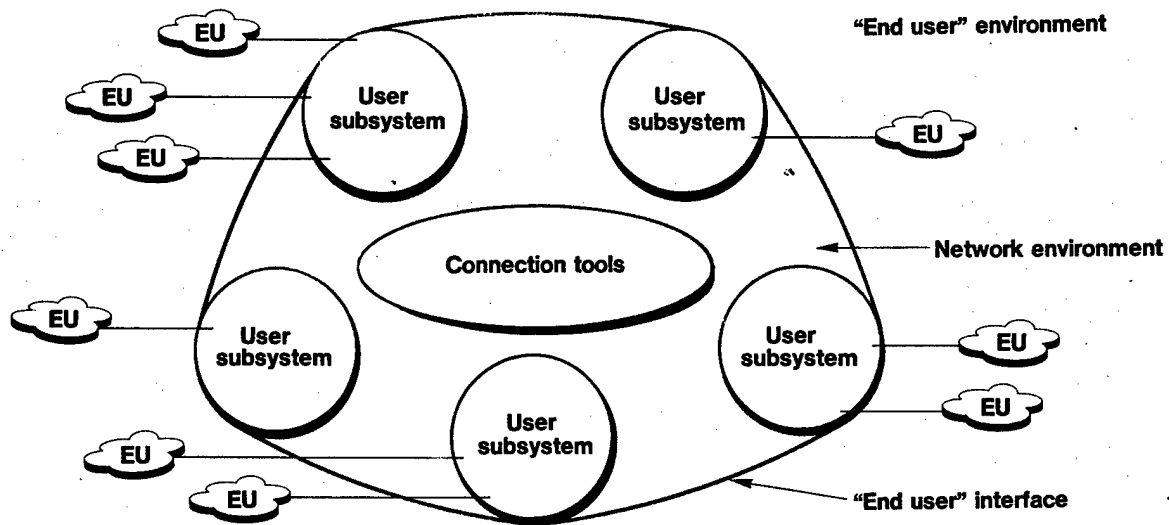 EU
"End user" environment
EU
EU
User
subsystem
User
subsystem
EU
Connection tools
Network environment
EU
User
subsystem
User
subsystem
EU
EU
User
subsystem
EU
EU
"End user" interface